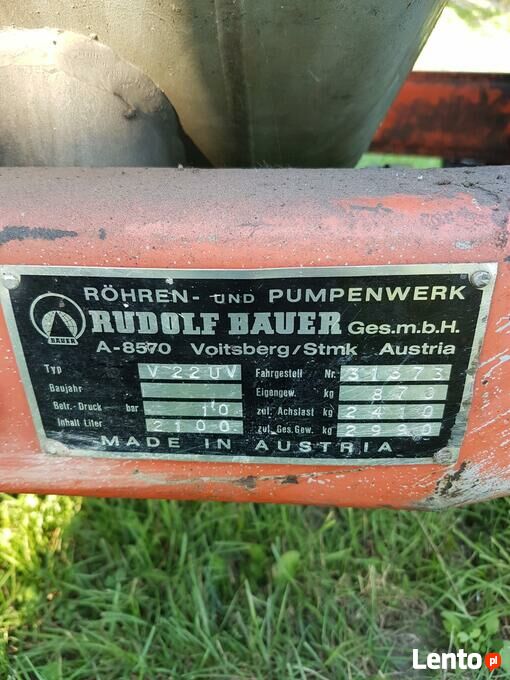 RÖHREN- UND PUMPENWERK
BAUER
RUDOLF BAUER Ges.m.b.H.
A-8570 Voitsberg/Stmk Austria
Typ V 22 UV Fahrgestell Nr. 31373
Baujahr Eigengew. kg 870
Betr.-Druck bar 10 zul. Achslast kg 2410
Inhalt Liter 2100 zul. Ges. Gew. kg 2990
MADE IN AUSTRIA
Lento.pl